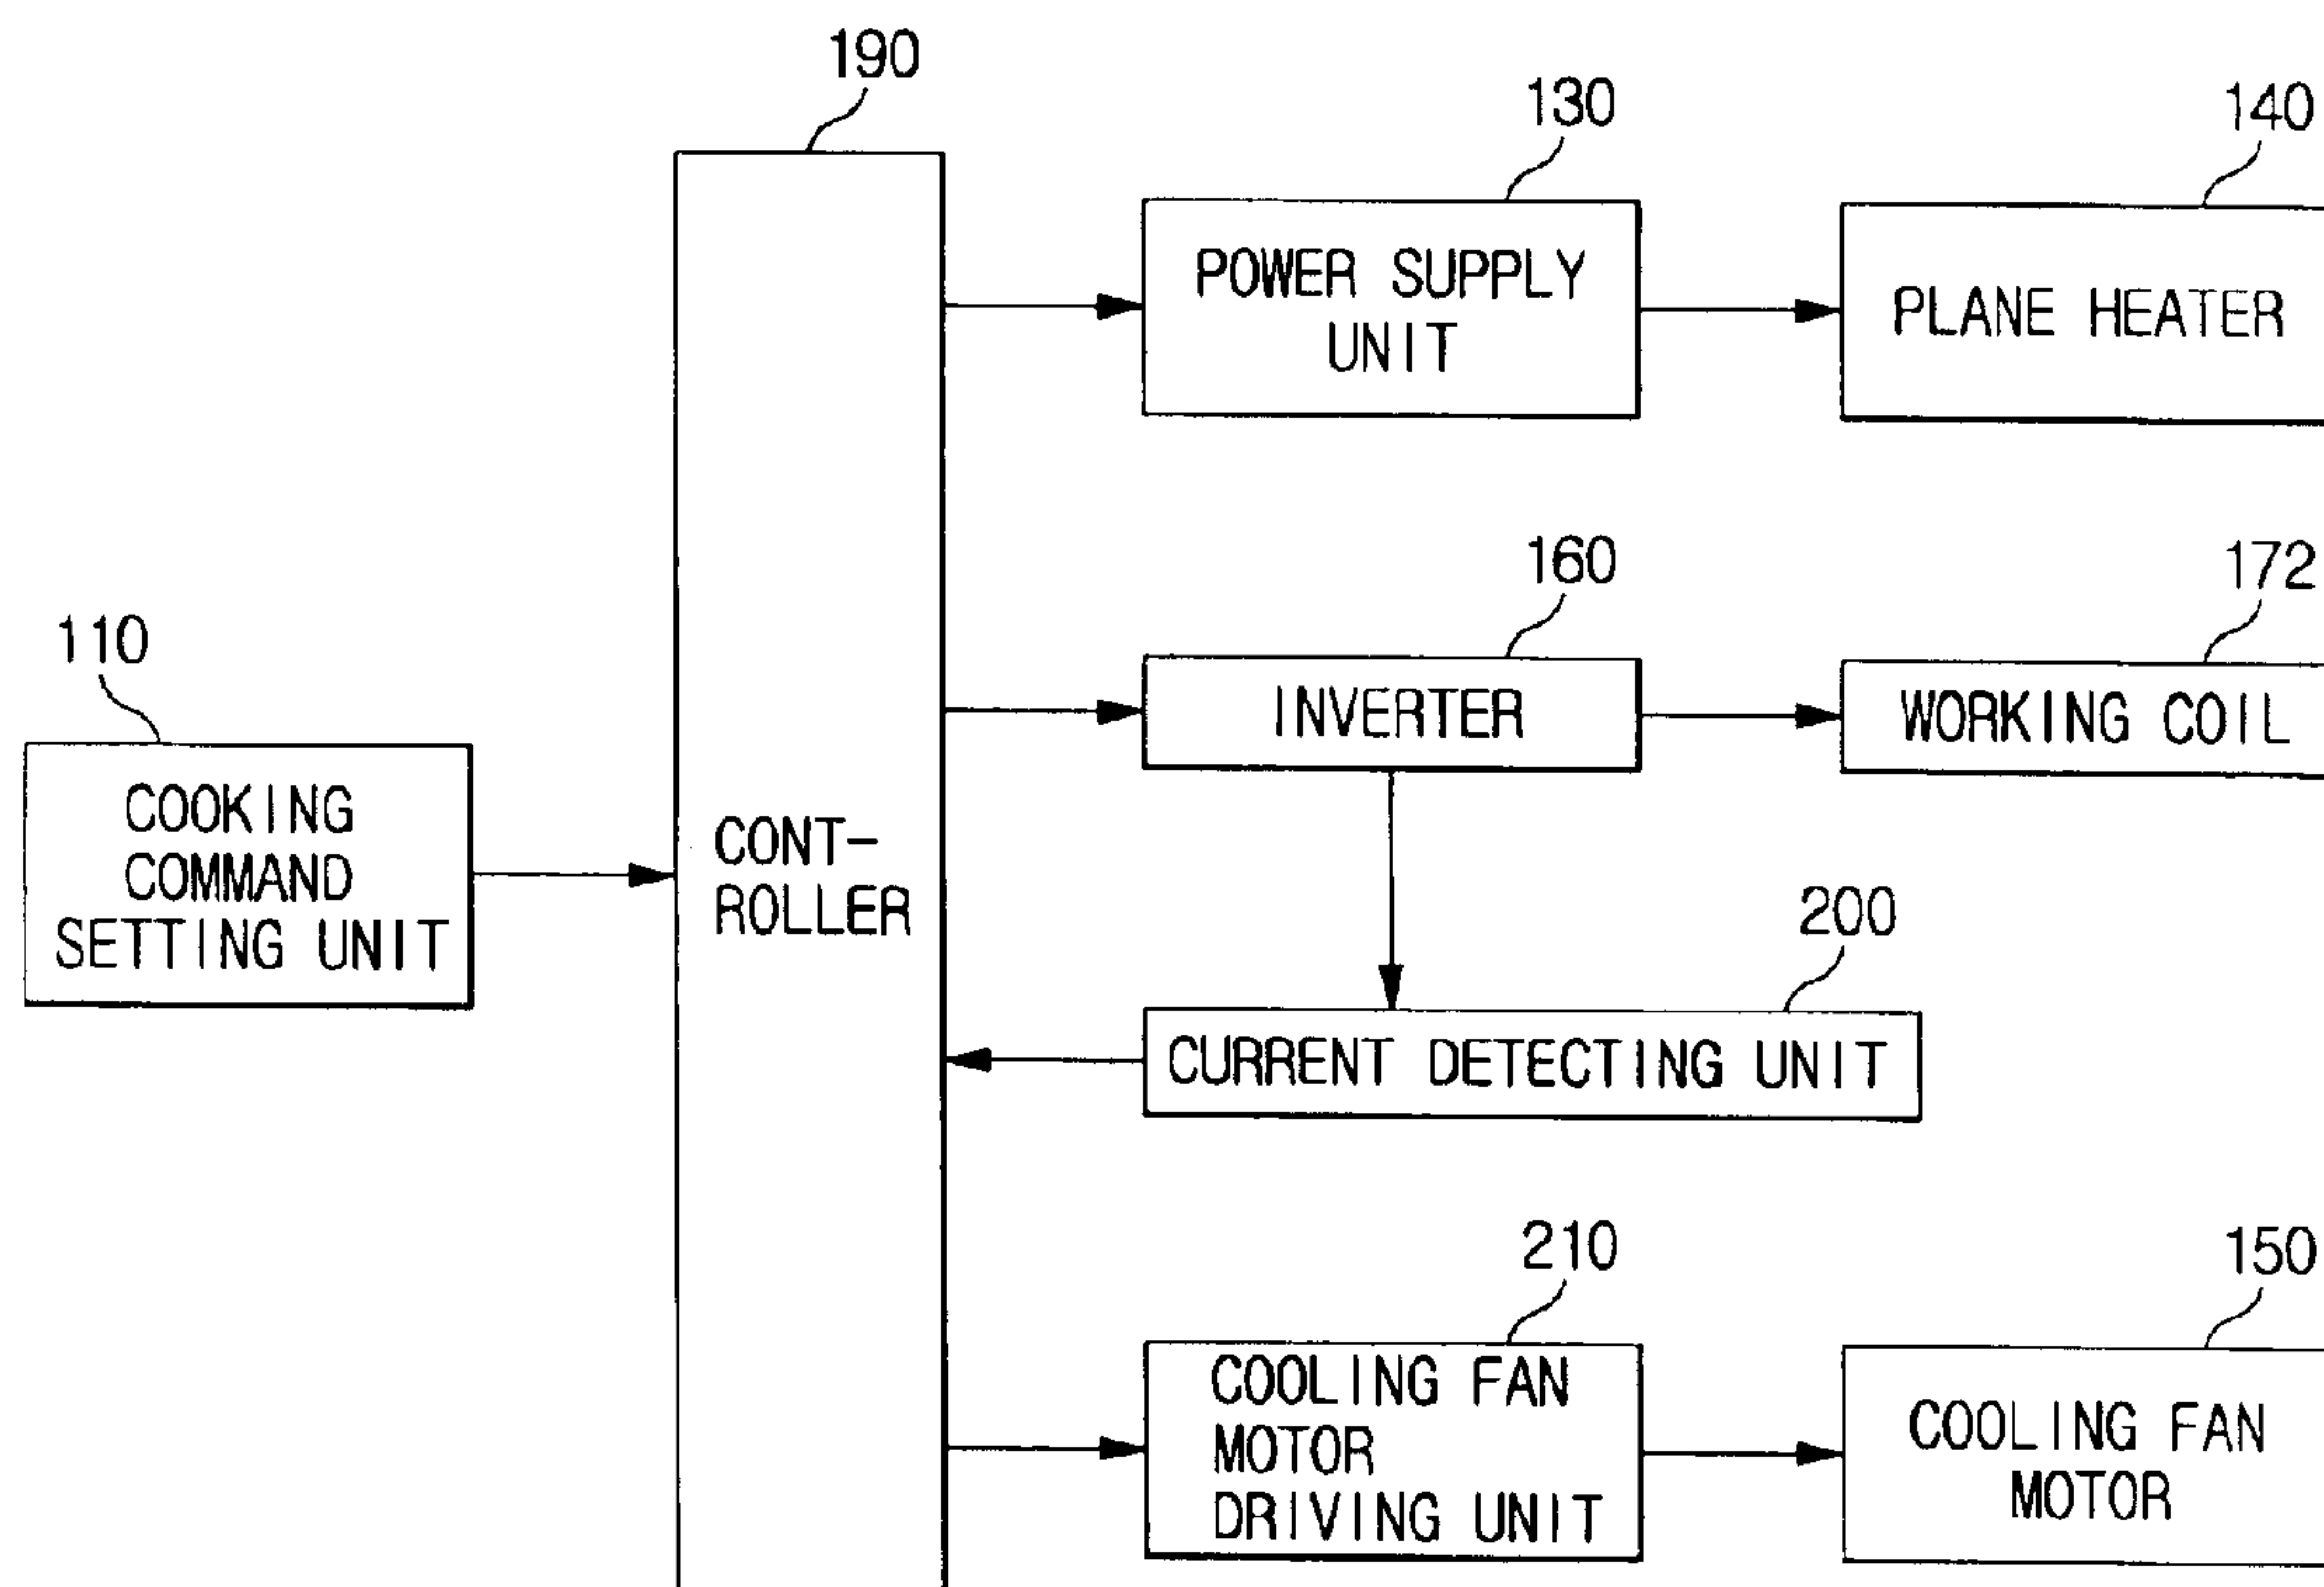 190
130
140
POWER SUPPLY
UNIT
PLANE HEATER
160
172
110
INVERTER
WORKING COIL
COOKING
COMMAND
SETTING UNIT
CONT-
ROLLER
200
CURRENT DETECTING UNIT
210
150
COOLING FAN
MOTOR
DRIVING UNIT
COOLING FAN
MOTOR